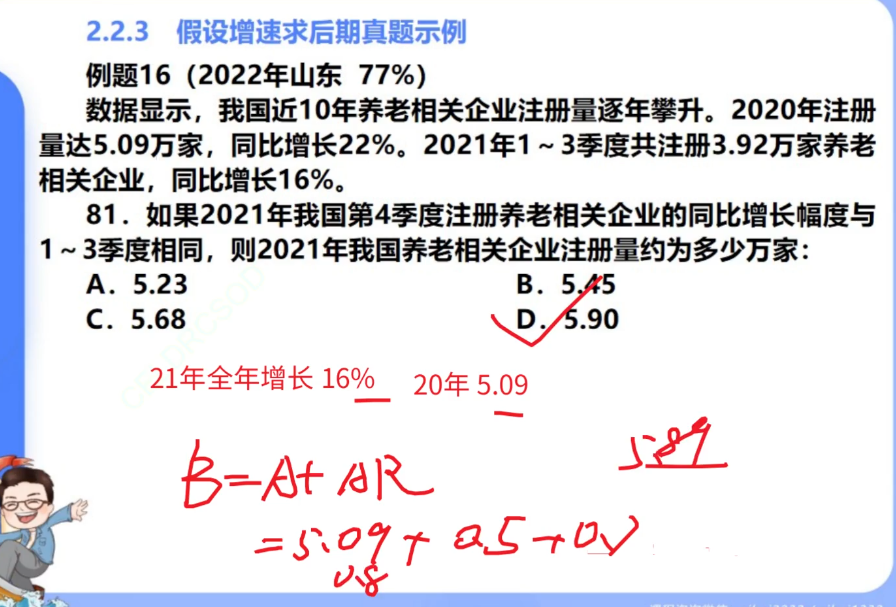 2.2.3 假设增速求后期真题示例
例题16（2022年山东 77%）
数据显示，我国近10年养老相关企业注册量逐年攀升。2020年注册
量达5.09万家，同比增长22%。2021年1～3季度共注册3.92万家养老
相关企业，同比增长16%。
81．如果2021年我国第4季度注册养老相关企业的同比增长幅度与
1～3季度相同，则2021年我国养老相关企业注册量约为多少万家：
A．5.23 B．5.45
C．5.68 D．5.90
21年全年增长 16% 20年 5.09
5.89
B=A+AR
=5.09+0.5+0.
0.8